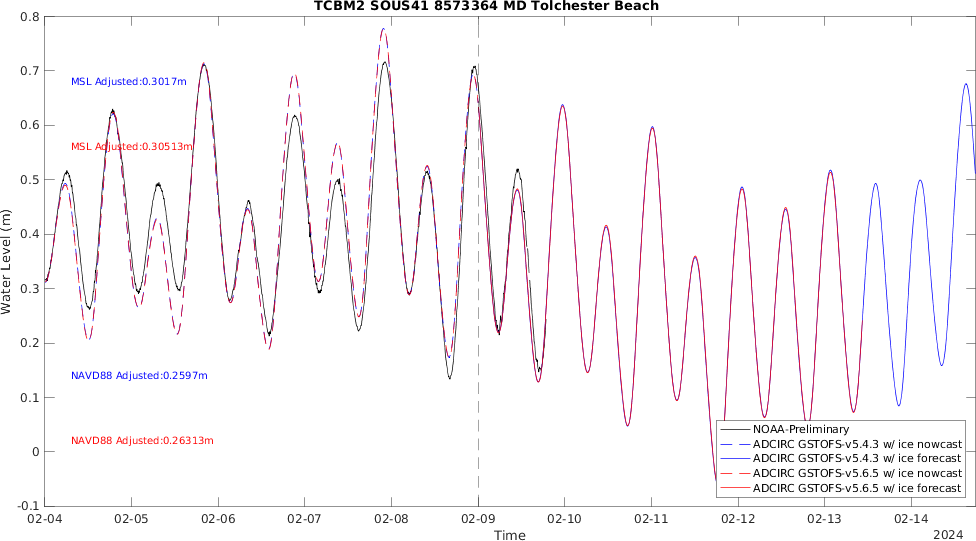 TCBM2 SOUS41 8573364 MD Tolchester Beach
Water Level (m)
0.8
0.7
0.6
0.5
0.4
0.3
0.2
0.1
0
-0.1
MSL Adjusted:0.3017m
MSL Adjusted:0.30513m
NAVD88 Adjusted:0.2597m
NAVD88 Adjusted:0.26313m
NOAA-Preliminary
ADCIRC GSTOFS-v5.4.3 w/ ice nowcast
ADCIRC GSTOFS-v5.4.3 w/ ice forecast
ADCIRC GSTOFS-v5.6.5 w/ ice nowcast
ADCIRC GSTOFS-v5.6.5 w/ ice forecast
02-04 02-05 02-06 02-07 02-08 02-09 02-10 02-11 02-12 02-13 02-14
Time
2024